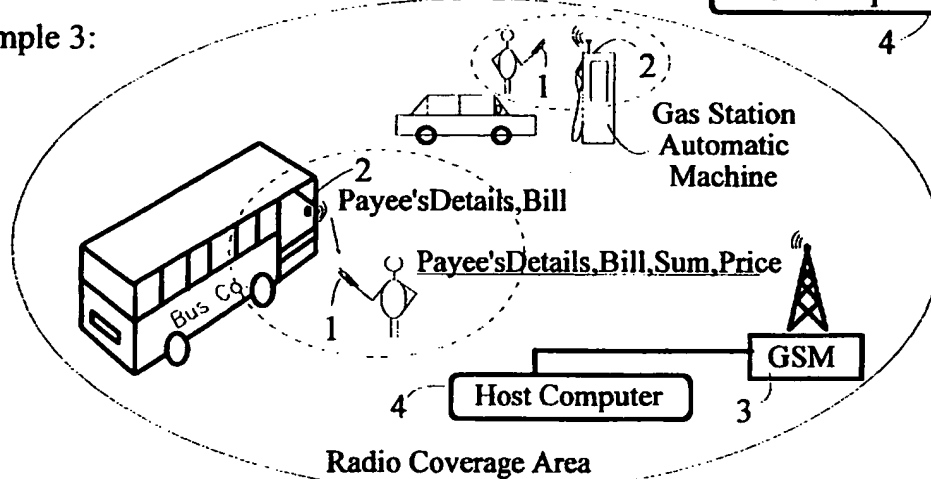 4
mple 3:
1
2
Gas Station
Automatic
Machine
2
Payee'sDetails,Bill
Payee'sDetails,Bill,Sum,Price
Bus Co.
1
GSM
4
Host Computer
3
Radio Coverage Area